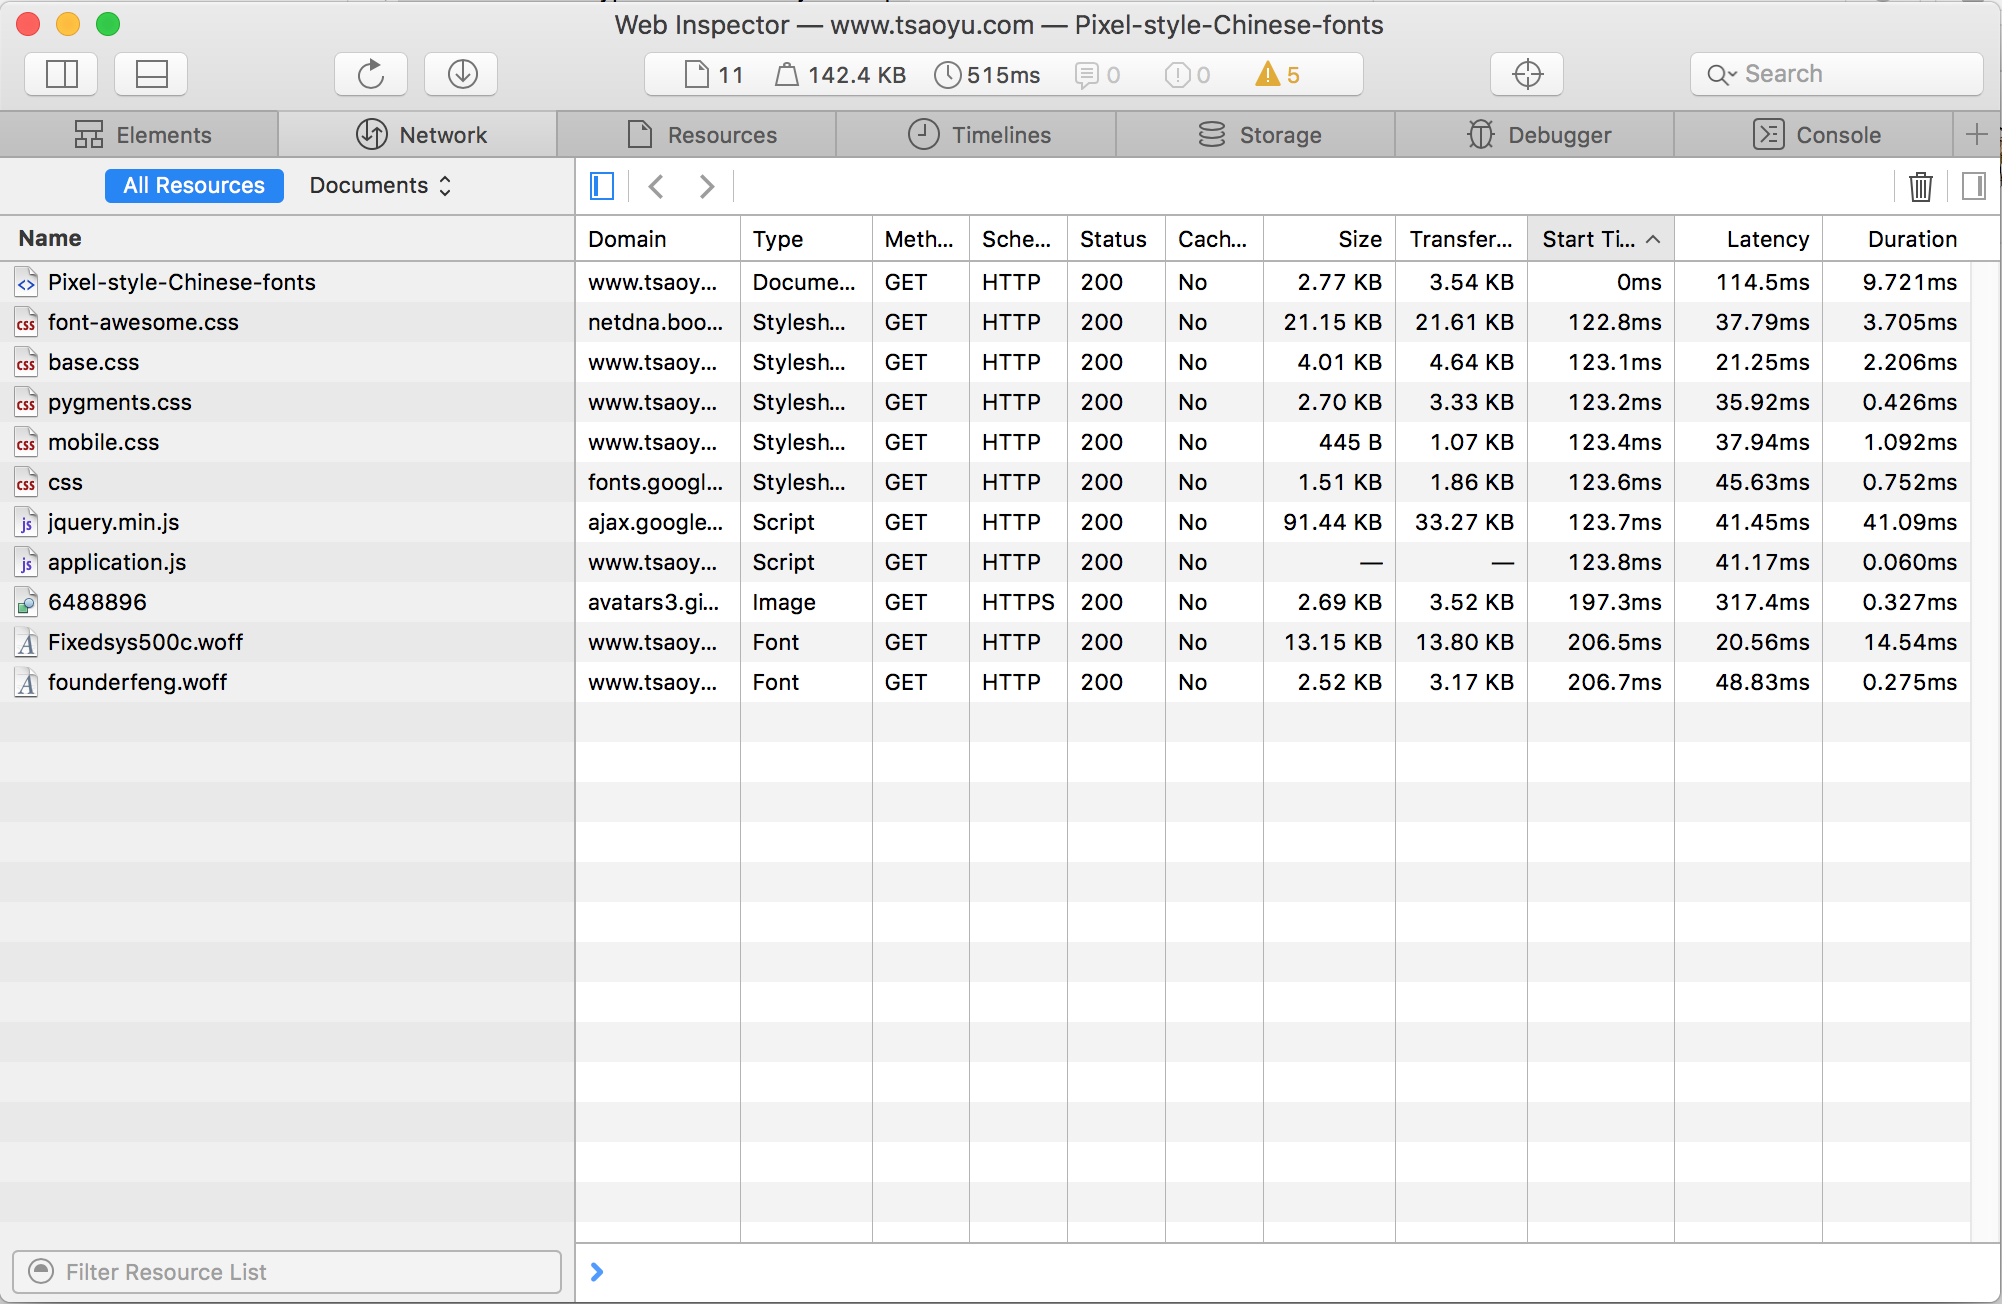 Web Inspector — www.tsaoyu.com — Pixel-style-Chinese-fonts
11 142.4 KB 515ms 0 0 5 Search
Elements Network Resources Timelines Storage Debugger Console
All Resources Documents
Name Domain Type Meth... Sche... Status Cach... Size Transfer... Start Ti... Latency Duration
Pixel-style-Chinese-fonts www.tsaoy... Docume... GET HTTP 200 No 2.77 KB 3.54 KB 0ms 114.5ms 9.721ms
css font-awesome.css netdna.boo... Stylesh... GET HTTP 200 No 21.15 KB 21.61 KB 122.8ms 37.79ms 3.705ms
css base.css www.tsaoy... Stylesh... GET HTTP 200 No 4.01 KB 4.64 KB 123.1ms 21.25ms 2.206ms
css pygments.css www.tsaoy... Stylesh... GET HTTP 200 No 2.70 KB 3.33 KB 123.2ms 35.92ms 0.426ms
css mobile.css www.tsaoy... Stylesh... GET HTTP 200 No 445 B 1.07 KB 123.4ms 37.94ms 1.092ms
css css fonts.googl... Stylesh... GET HTTP 200 No 1.51 KB 1.86 KB 123.6ms 45.63ms 0.752ms
js jquery.min.js ajax.google... Script GET HTTP 200 No 91.44 KB 33.27 KB 123.7ms 41.45ms 41.09ms
js application.js www.tsaoy... Script GET HTTP 200 No — — 123.8ms 41.17ms 0.060ms
6488896 avatars3.gi... Image GET HTTPS 200 No 2.69 KB 3.52 KB 197.3ms 317.4ms 0.327ms
A Fixedsys500c.woff www.tsaoy... Font GET HTTP 200 No 13.15 KB 13.80 KB 206.5ms 20.56ms 14.54ms
A founderfeng.woff www.tsaoy... Font GET HTTP 200 No 2.52 KB 3.17 KB 206.7ms 48.83ms 0.275ms
Filter Resource List